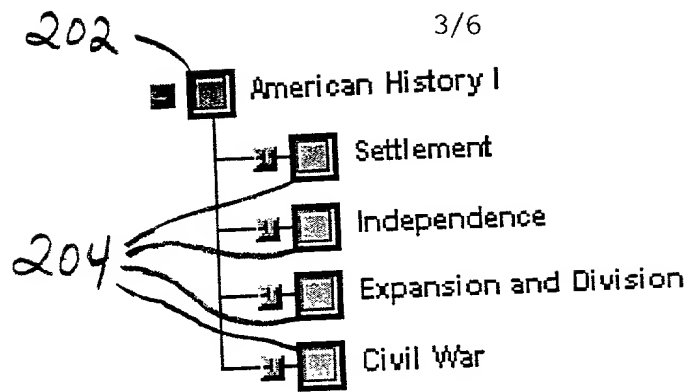 202
3/6
American History I
Settlement
Independence
204
Expansion and Division
Civil War